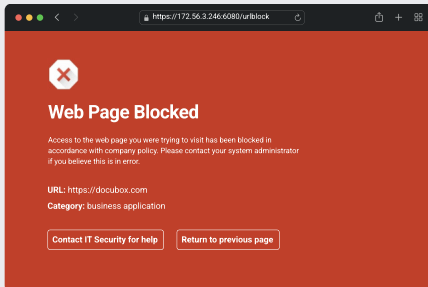 https://172.56.3.246:6080/urlblock
Web Page Blocked
Access to the web page you were trying to visit has been blocked in
accordance with company policy. Please contact your system administrator
if you believe this is in error.
URL: https://docubox.com
Category: business application
Contact IT Security for help
Return to previous page